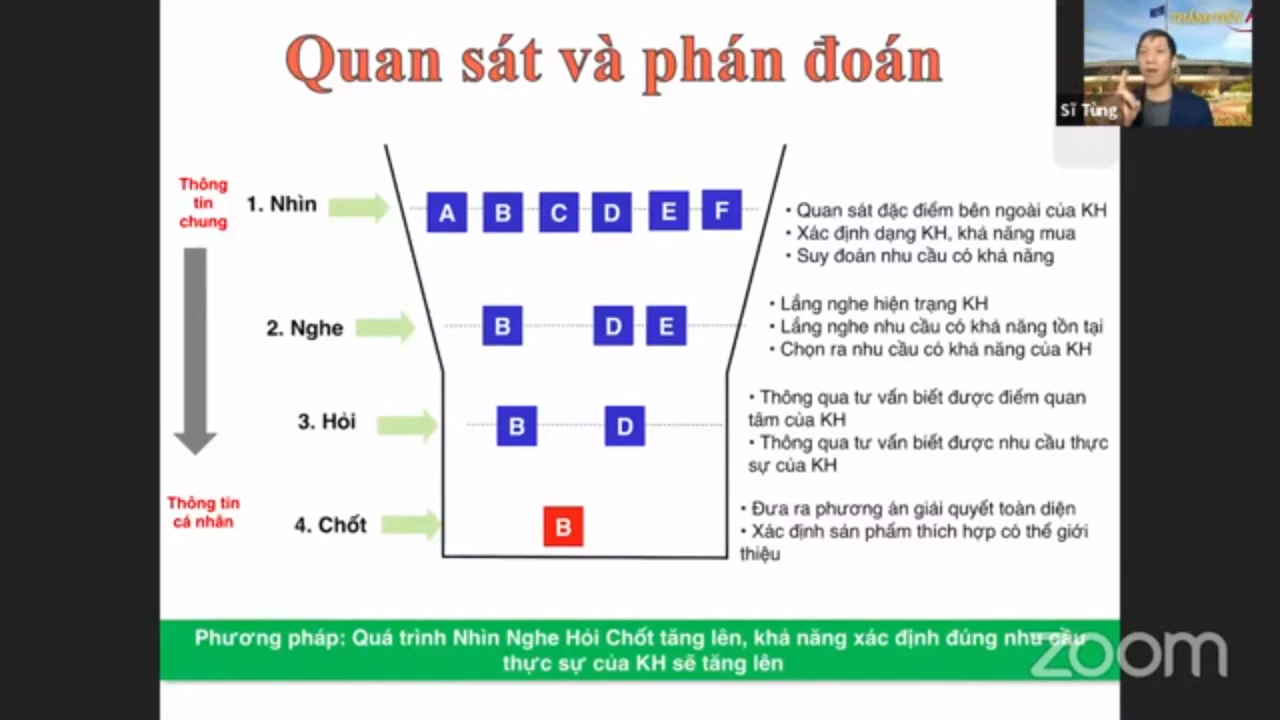 Quan sát và phán đoán
THĂNG TIẾN
Sĩ Tùng
Thông
tin
chung
1. Nhìn
A B C D E F
• Quan sát đặc điểm bên ngoài của KH
• Xác định dạng KH, khả năng mua
• Suy đoán nhu cầu có khả năng
2. Nghe
B D E
• Lắng nghe hiện trạng KH
• Lắng nghe nhu cầu có khả năng tồn tại
• Chọn ra nhu cầu có khả năng của KH
3. Hỏi
B D
• Thông qua tư vấn biết được điểm quan
tâm của KH
• Thông qua tư vấn biết được nhu cầu thực
sự của KH
Thông tin
cá nhân
4. Chốt
B
• Đưa ra phương án giải quyết toàn diện
• Xác định sản phẩm thích hợp có thể giới
thiệu
Phương pháp: Quá trình Nhìn Nghe Hỏi Chốt tăng lên, khả năng xác định đúng nhu cầu
thực sự của KH sẽ tăng lên
zoom